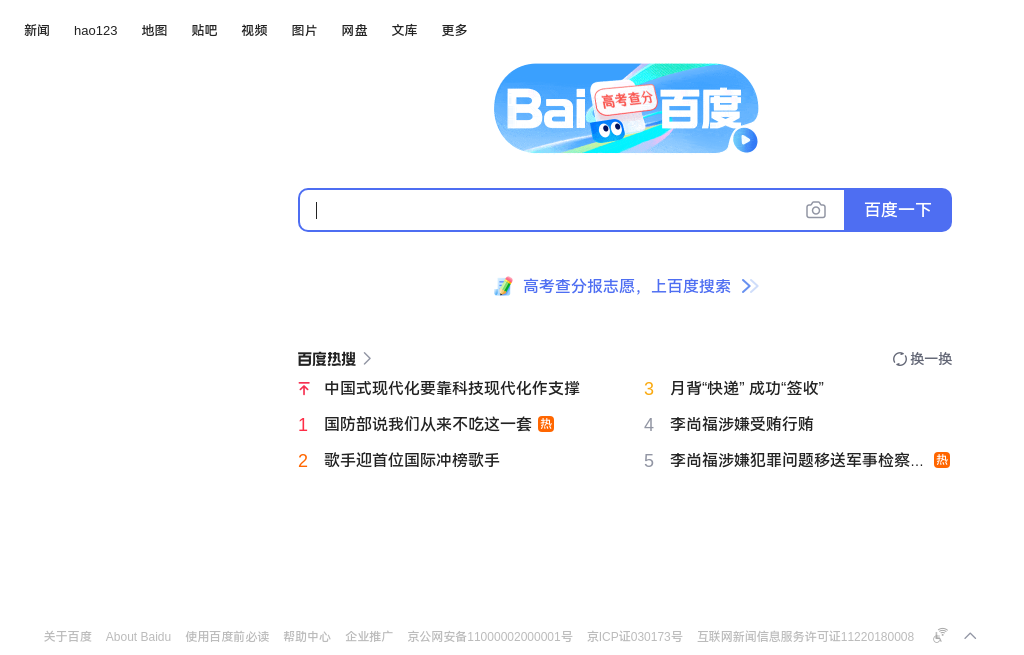 新闻 hao123 地图 贴吧 视频 图片 网盘 文库 更多
Bai 高考查分 百度
百度一下
高考查分报志愿，上百度搜索
百度热搜 换一换
中国式现代化要靠科技现代化作支撑
1 国防部说我们从来不吃这一套 热
2 歌手迎首位国际冲榜歌手
3 月背“快递” 成功“签收”
4 李尚福涉嫌受贿行贿
5 李尚福涉嫌犯罪问题移送军事检察... 热
关于百度 About Baidu 使用百度前必读 帮助中心 企业推广 京公网安备11000002000001号 京ICP证030173号 互联网新闻信息服务许可证11220180008